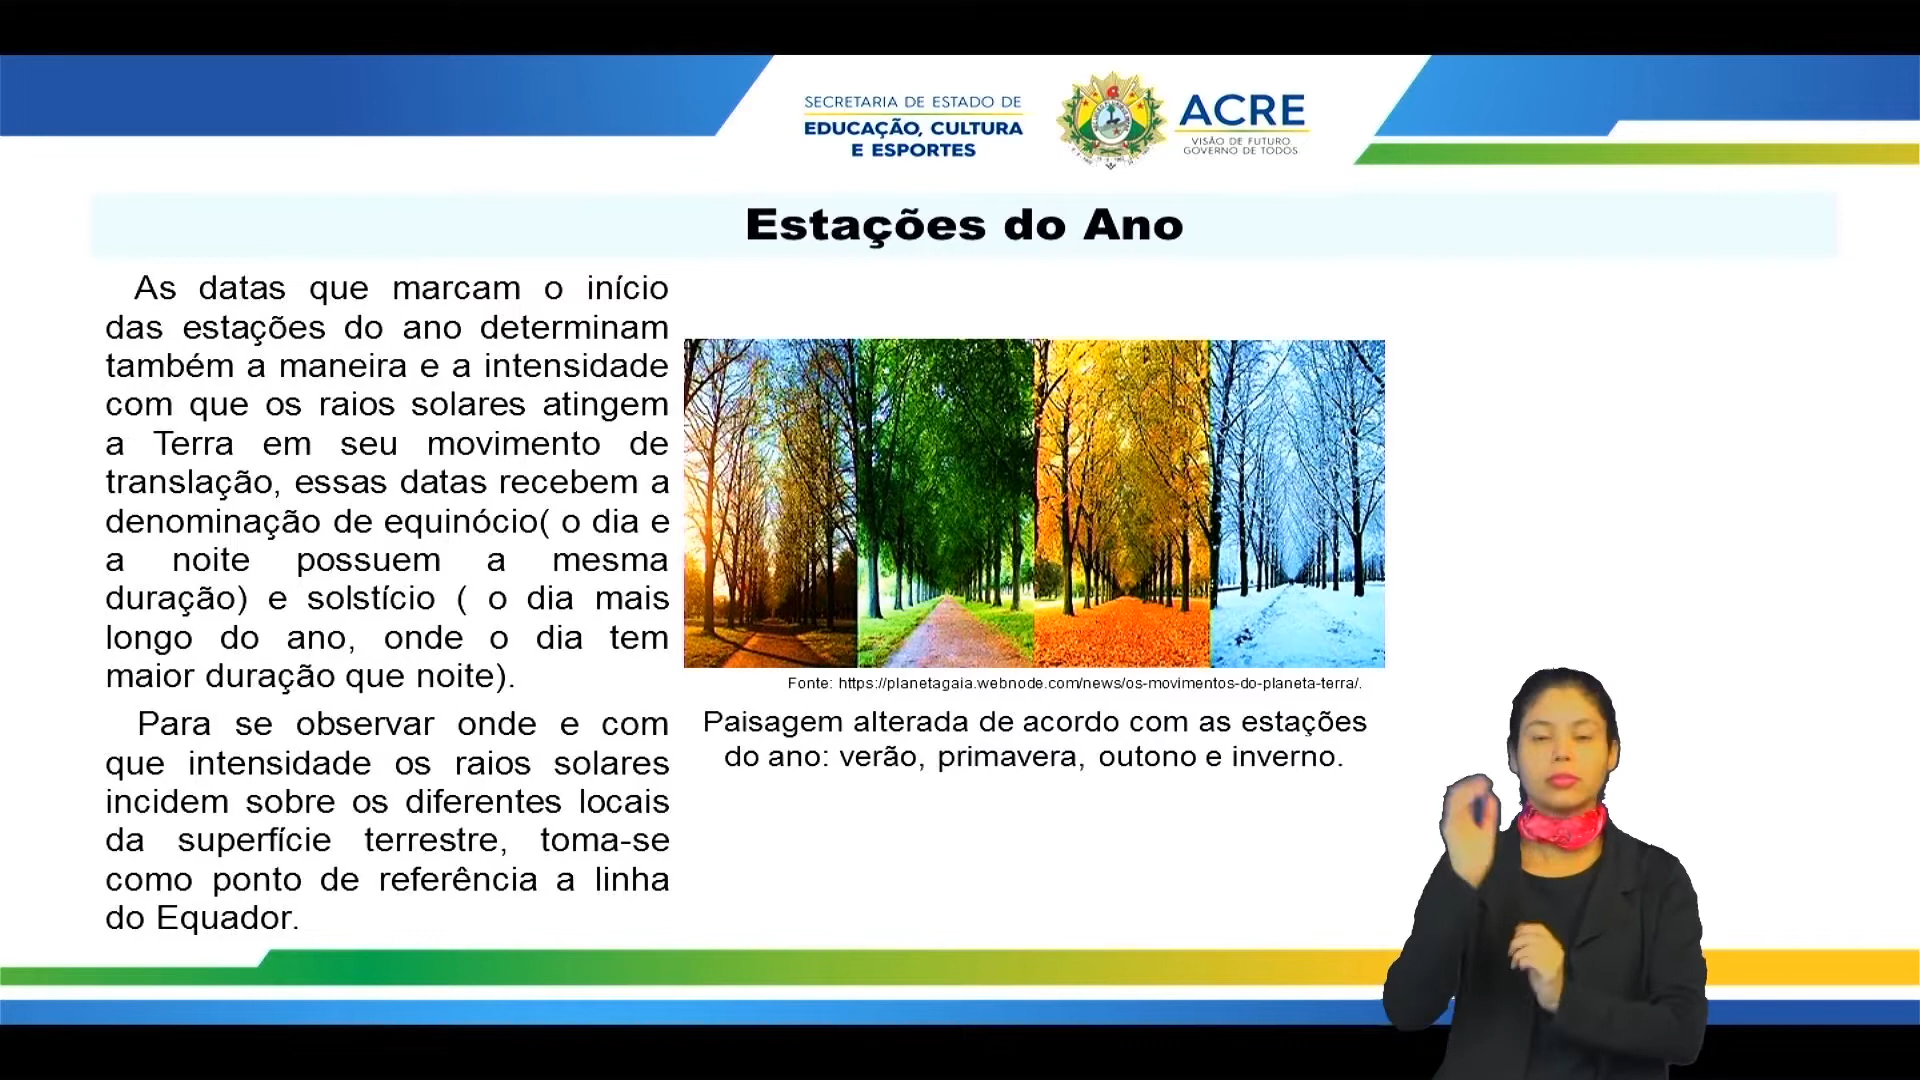 SECRETARIA DE ESTADO DE
EDUCAÇÃO, CULTURA
E ESPORTES
ACRE
VISÃO DE FUTURO
GOVERNO DE TODOS
Estações do Ano
As datas que marcam o início
das estações do ano determinam
também a maneira e a intensidade
com que os raios solares atingem
a Terra em seu movimento de
translação, essas datas recebem a
denominação de equinócio( o dia e
a noite possuem a mesma
duração) e solstício ( o dia mais
longo do ano, onde o dia tem
maior duração que noite).
Para se observar onde e com
que intensidade os raios solares
incidem sobre os diferentes locais
da superfície terrestre, toma-se
como ponto de referência a linha
do Equador.
Fonte: https://planetagaia.webnode.com/news/os-movimentos-do-planeta-terra/.
Paisagem alterada de acordo com as estações
do ano: verão, primavera, outono e inverno.